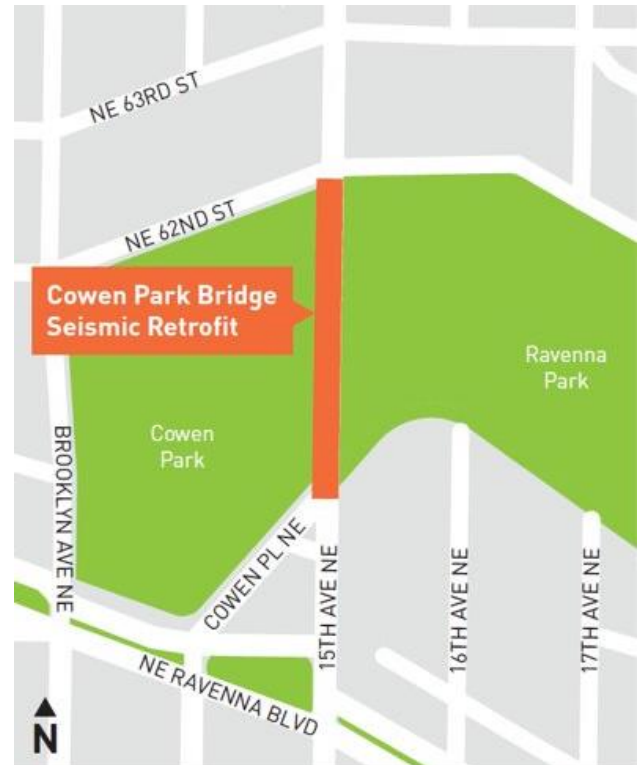 NE 63RD ST
NE 62ND ST
Cowen Park Bridge
Seismic Retrofit
Ravenna
Park
Cowen
Park
BROOKLYN AVE NE
COWEN PL NE
15TH AVE NE
16TH AVE NE
17TH AVE NE
NE RAVENNA BLVD
N